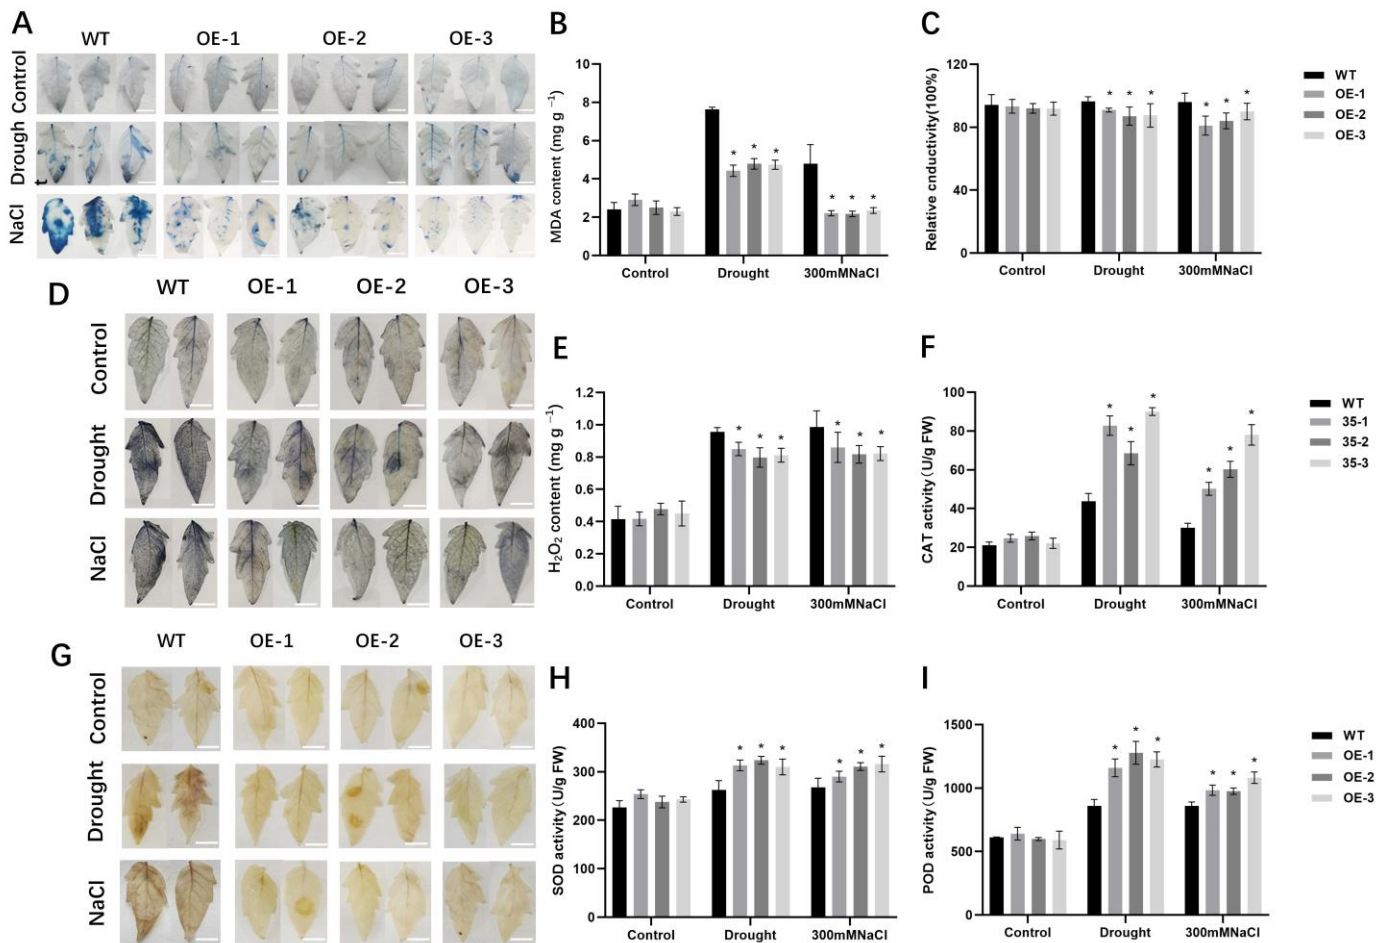 A
WT OE-1 OE-2 OE-3
Control
Drough
t
NaCl
B
MDA content (mg g⁻¹)
10
8
6
4
2
0
* * *
* * *
Control Drought 300mMNaCl
C
Relative enductivity(100%)
120
80
40
0
* * *
* * *
Control Drought 300mMNaCl
WT
OE-1
OE-2
OE-3
D
WT OE-1 OE-2 OE-3
Control
Drought
NaCl
E
H₂O₂ content (mg g⁻¹)
1.2
1.0
0.8
0.6
0.4
0.2
0.0
* * *
* * *
Control Drought 300mMNaCl
F
CAT activity (U/g FW)
100
80
60
40
20
0
* * *
* * *
Control Drought 300mMNaCl
WT
35-1
35-2
35-3
G
WT OE-1 OE-2 OE-3
Control
Drought
NaCl
H
SOD activity (U/g FW)
400
300
200
100
0
* * *
* * *
Control Drought 300mMNaCl
I
POD activity (U/g FW)
1500
1000
500
0
* * *
* * *
Control Drought 300mMNaCl
WT
OE-1
OE-2
OE-3